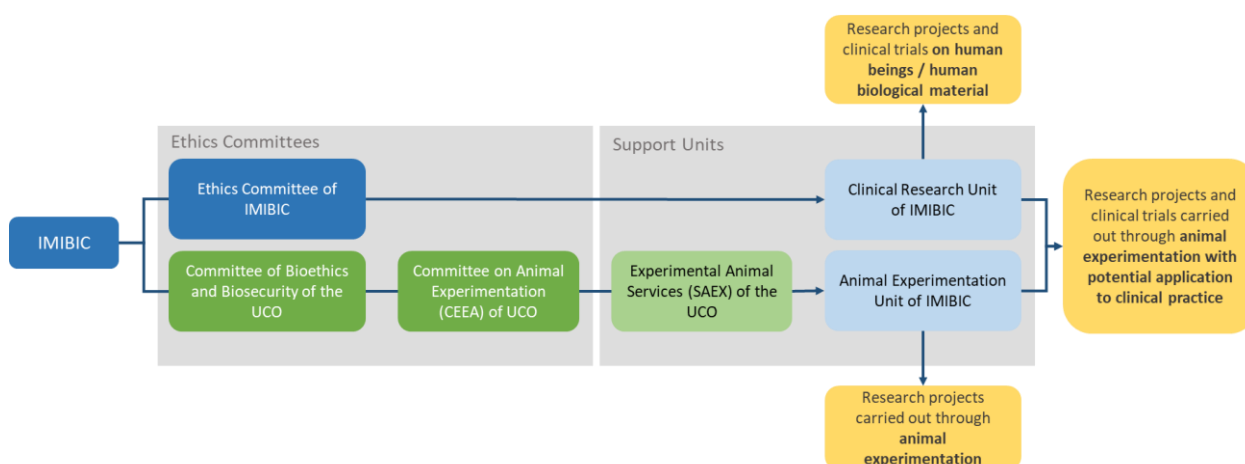 Research projects and
clinical trials on human
beings / human
biological material
Ethics Committees
Support Units
Ethics Committee of
IMIBIC
Clinical Research Unit
of IMIBIC
Research projects and
clinical trials carried
out through animal
experimentation with
potential application
to clinical practice
IMIBIC
Committee of Bioethics
and Biosecurity of the
UCO
Committee on Animal
Experimentation
(CEEA) of UCO
Experimental Animal
Services (SAEX) of the
UCO
Animal Experimentation
Unit of IMIBIC
Research projects
carried out through
animal
experimentation